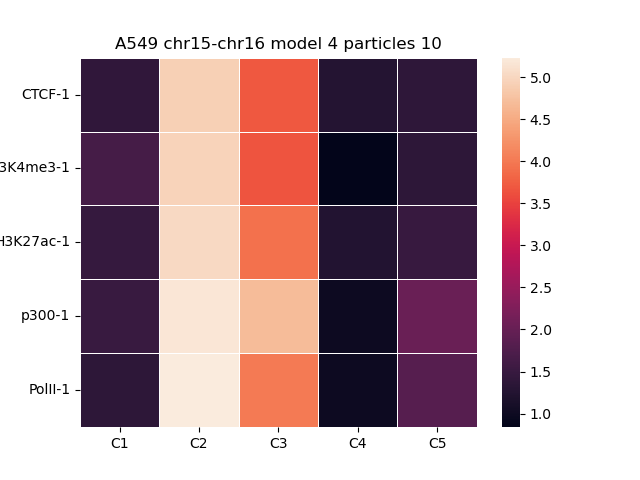 A549 chr15-chr16 model 4 particles 10
CTCF-1
3K4me3-1
H3K27ac-1
p300-1
PolII-1
C1 C2 C3 C4 C5
5.0
4.5
4.0
3.5
3.0
2.5
2.0
1.5
1.0